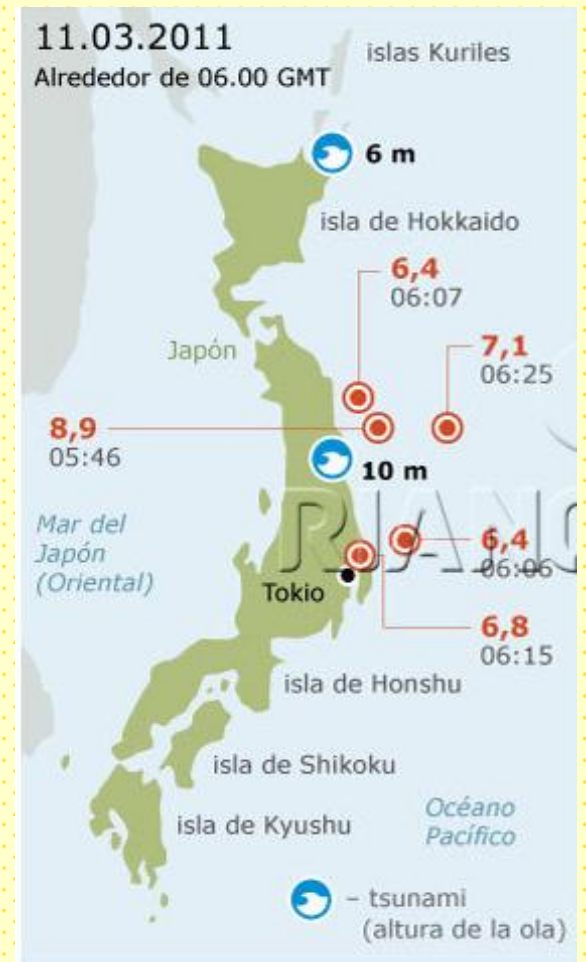 11.03.2011
Alrededor de 06.00 GMT
islas Kuriles
6 m
isla de Hokkaido
6,4
06:07
Japón
7,1
06:25
8,9
05:46
10 m
RIAN
Mar del
Japón
(Oriental)
6,4
06:06
Tokio
6,8
06:15
isla de Honshu
isla de Shikoku
Océano
Pacífico
isla de Kyushu
– tsunami
(altura de la ola)